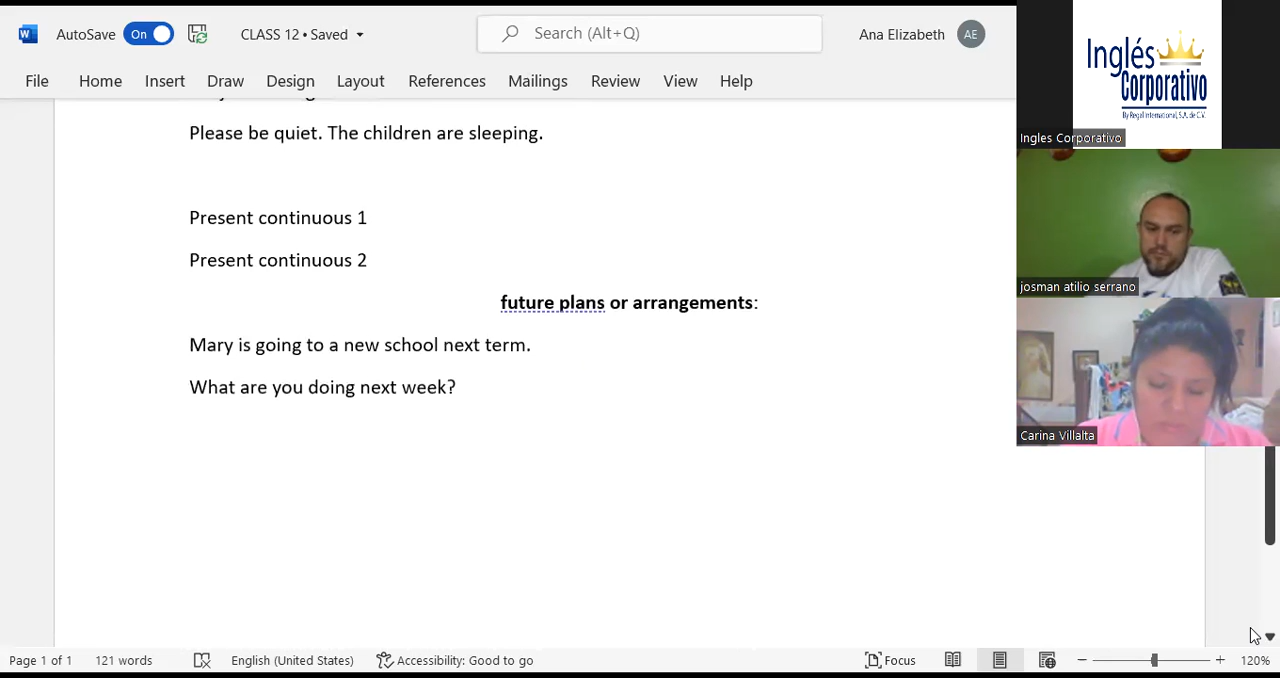 AutoSave On CLASS 12 • Saved Search (Alt+Q) Ana Elizabeth AE
File Home Insert Draw Design Layout References Mailings Review View Help
Please be quiet. The children are sleeping.
Present continuous 1
Present continuous 2
future plans or arrangements:
Mary is going to a new school next term.
What are you doing next week?
Page 1 of 1 121 words English (United States) Accessibility: Good to go Focus 120%
Inglés
Corporativo
By Regal International, S.A. de C.V.
Ingles Corporativo
josman atilio serrano
Carina Villalta